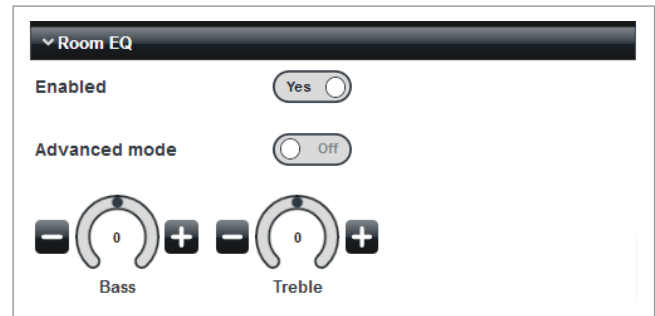 Room EQ
Enabled Yes
Advanced mode Off
0 0
Bass Treble